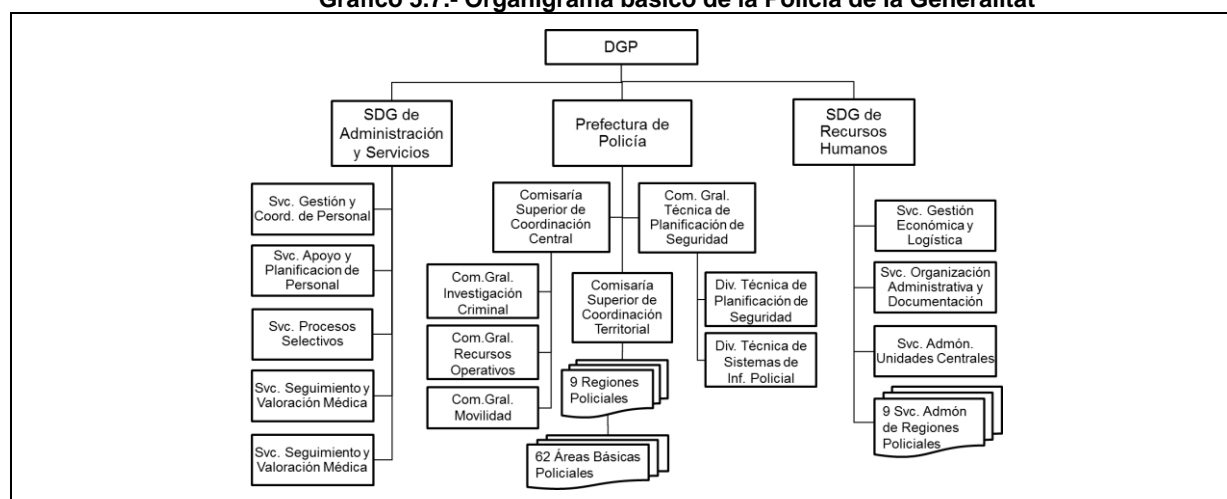 Gráfico 5.7.- Organigrama básico de la Policía de la Generalitat
DGP
SDG de
Administración
y Servicios
Prefectura de
Policía
SDG de
Recursos
Humanos
Svc. Gestión y
Coord. de Personal
Svc. Apoyo y
Planificacion de
Personal
Svc. Procesos
Selectivos
Svc. Seguimiento y
Valoración Médica
Svc. Seguimiento y
Valoración Médica
Comisaría
Superior de
Coordinación
Central
Com. Gral.
Técnica de
Planificación de
Seguridad
Com.Gral.
Investigación
Criminal
Com.Gral.
Recursos
Operativos
Com.Gral.
Movilidad
Comisaría
Superior de
Coordinación
Territorial
9 Regiones
Policiales
62 Áreas Básicas
Policiales
Div. Técnica de
Planificación de
Seguridad
Div. Técnica de
Sistemas de
Inf. Policial
Svc. Gestión
Económica y
Logística
Svc. Organización
Administrativa y
Documentación
Svc. Admón.
Unidades Centrales
9 Svc. Admón
de Regiones
Policiales